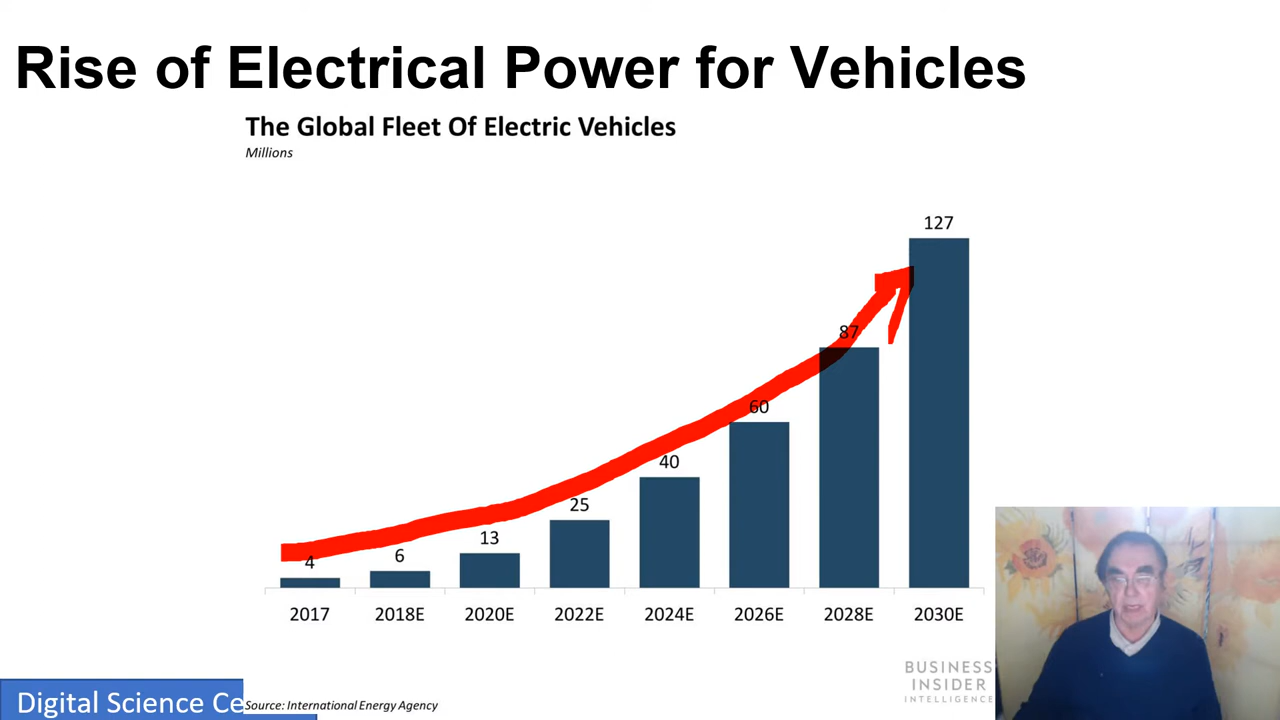 Rise of Electrical Power for Vehicles
The Global Fleet Of Electric Vehicles
Millions
127
87
60
40
25
13
6
4
2017 2018E 2020E 2022E 2024E 2026E 2028E 2030E
BUSINESS
INSIDER
INTELLIGENCE
Digital Science Ce
Source: International Energy Agency